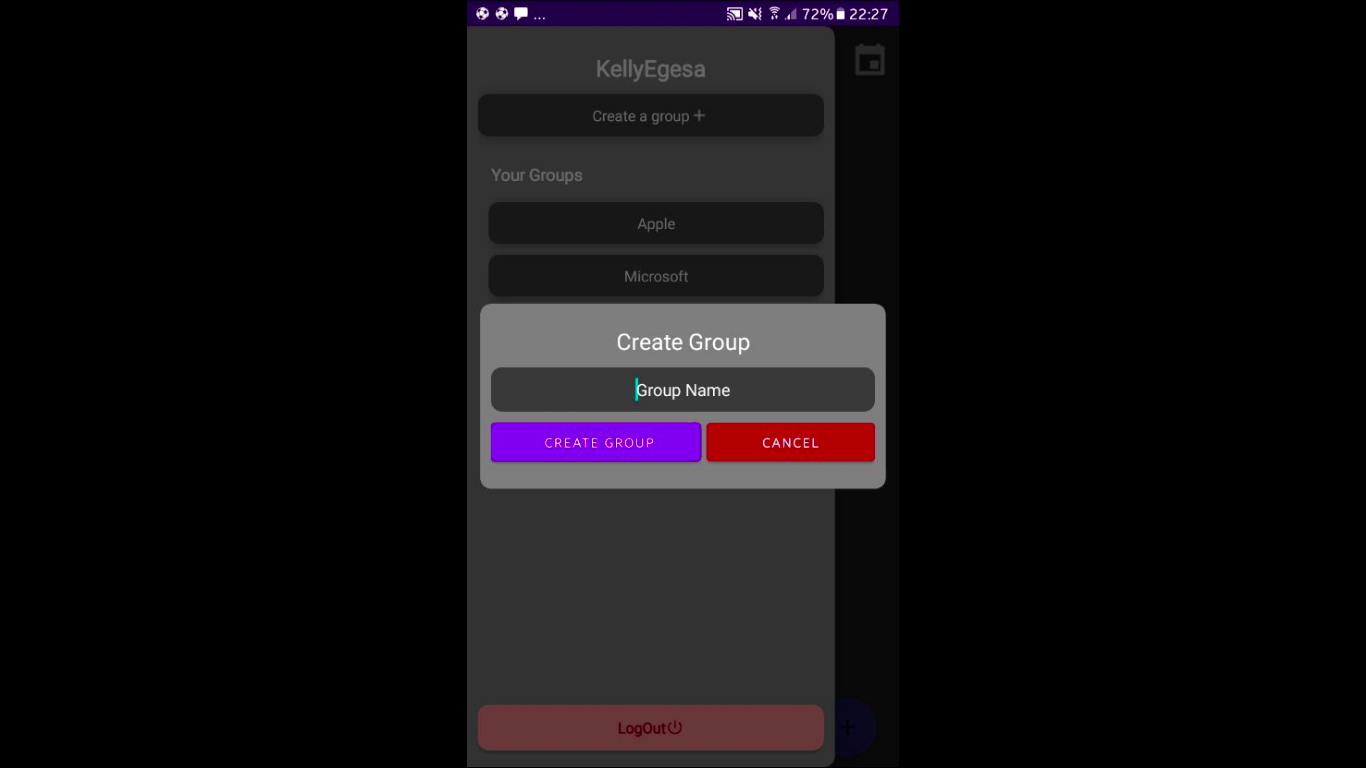 ... 72% 22:27
KellyEgesa
Create a group +
Your Groups
Apple
Microsoft
Create Group
Group Name
CREATE GROUP CANCEL
LogOut